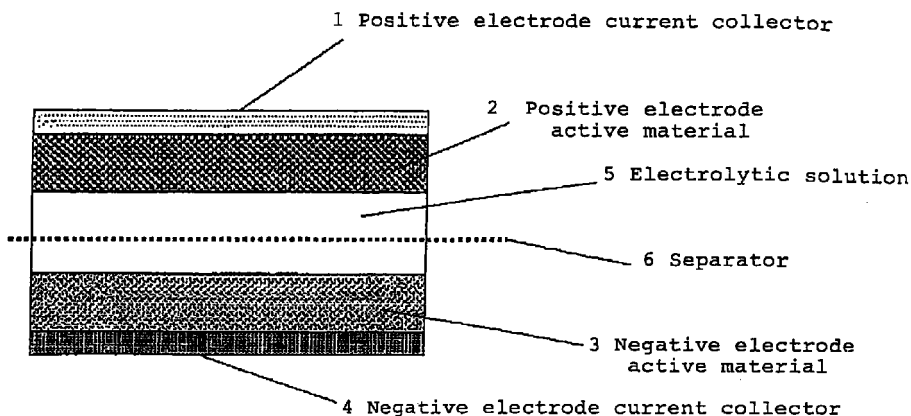 1 Positive electrode current collector
2 Positive electrode
active material
5 Electrolytic solution
6 Separator
3 Negative electrode
active material
4 Negative electrode current collector